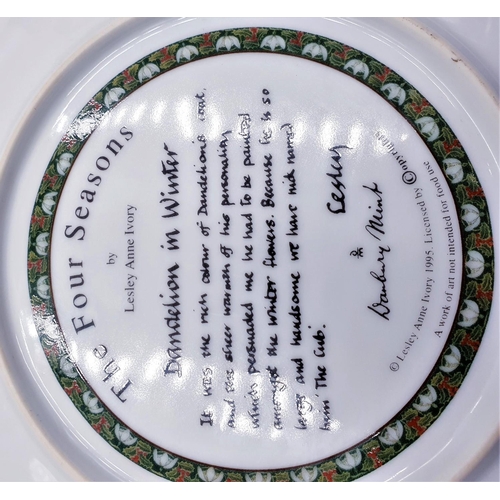 The Four Seasons
by
Lesley Anne Ivory
Dandelion in Winter
It was the rich colour of Dandelion's coat,
and the sheer warmth of his personality
which persuaded me he had to be painted
amongst the winter flowers. Because he is so
large and handsome we have nick named
him 'The Cub'.
Lesley
Danbury Mint
© Lesley Anne Ivory 1995. Licensed by ©opyrights
A work of art not intended for food use